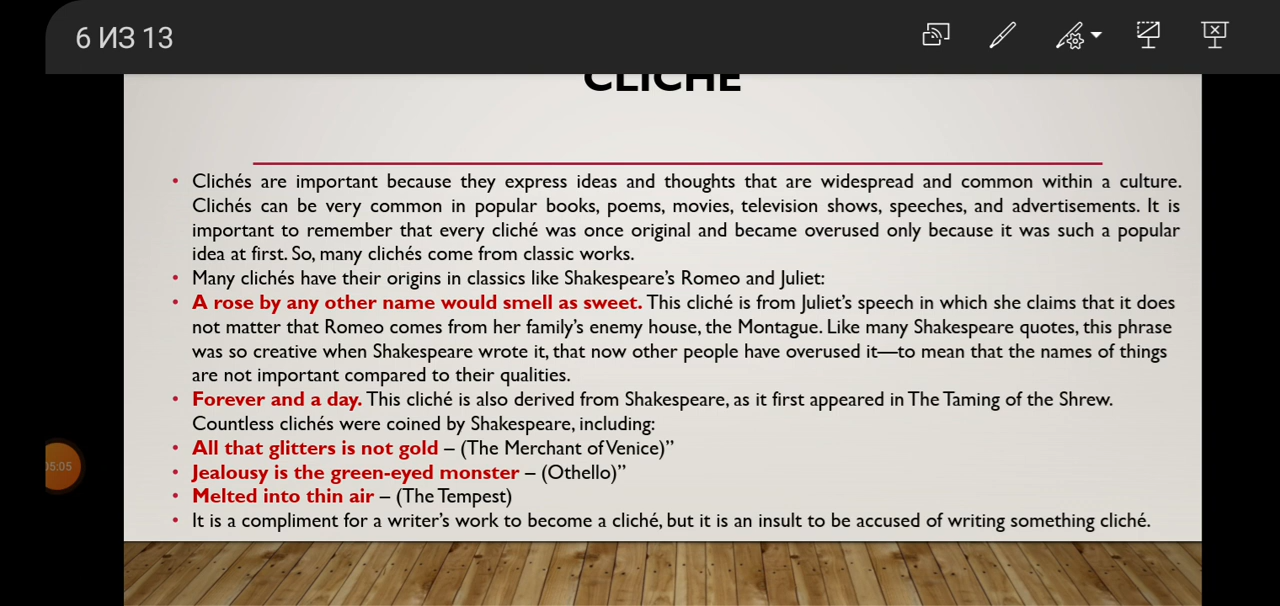 6 ИЗ 13
CLICHÉ
• Clichés are important because they express ideas and thoughts that are widespread and common within a culture.
Clichés can be very common in popular books, poems, movies, television shows, speeches, and advertisements. It is
important to remember that every cliché was once original and became overused only because it was such a popular
idea at first. So, many clichés come from classic works.
• Many clichés have their origins in classics like Shakespeare's Romeo and Juliet:
• A rose by any other name would smell as sweet. This cliché is from Juliet's speech in which she claims that it does
not matter that Romeo comes from her family's enemy house, the Montague. Like many Shakespeare quotes, this phrase
was so creative when Shakespeare wrote it, that now other people have overused it—to mean that the names of things
are not important compared to their qualities.
• Forever and a day. This cliché is also derived from Shakespeare, as it first appeared in The Taming of the Shrew.
Countless clichés were coined by Shakespeare, including:
• All that glitters is not gold – (The Merchant of Venice)”
• Jealousy is the green-eyed monster – (Othello)”
• Melted into thin air – (The Tempest)
• It is a compliment for a writer's work to become a cliché, but it is an insult to be accused of writing something cliché.
05:05